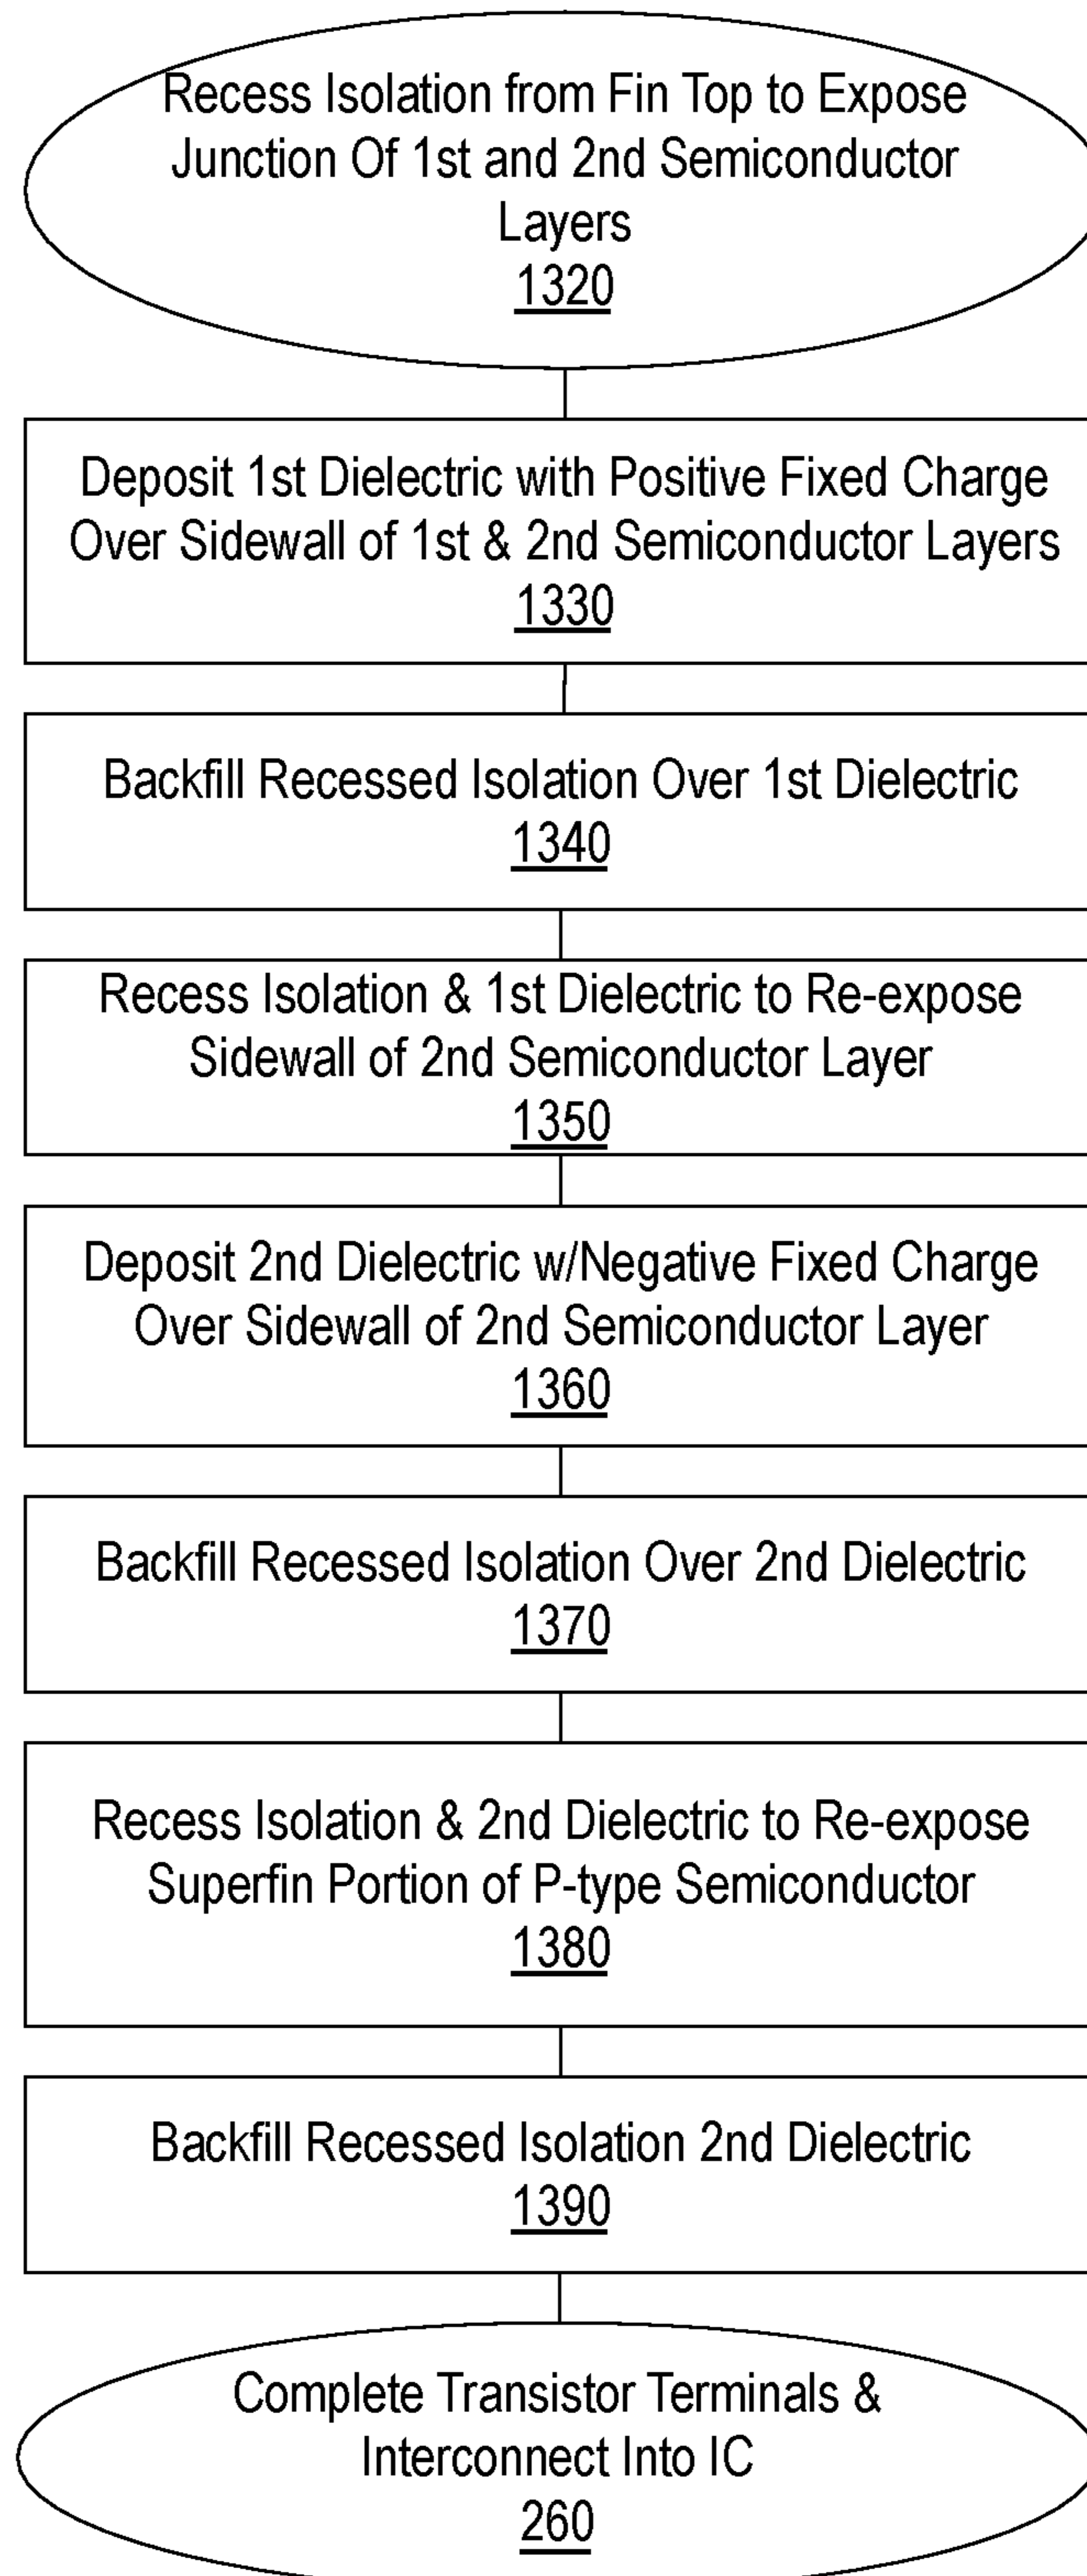 Recess Isolation from Fin Top to Expose
Junction Of 1st and 2nd Semiconductor
Layers
1320
Deposit 1st Dielectric with Positive Fixed Charge
Over Sidewall of 1st & 2nd Semiconductor Layers
1330
Backfill Recessed Isolation Over 1st Dielectric
1340
Recess Isolation & 1st Dielectric to Re-expose
Sidewall of 2nd Semiconductor Layer
1350
Deposit 2nd Dielectric w/Negative Fixed Charge
Over Sidewall of 2nd Semiconductor Layer
1360
Backfill Recessed Isolation Over 2nd Dielectric
1370
Recess Isolation & 2nd Dielectric to Re-expose
Superfin Portion of P-type Semiconductor
1380
Backfill Recessed Isolation 2nd Dielectric
1390
Complete Transistor Terminals &
Interconnect Into IC
260